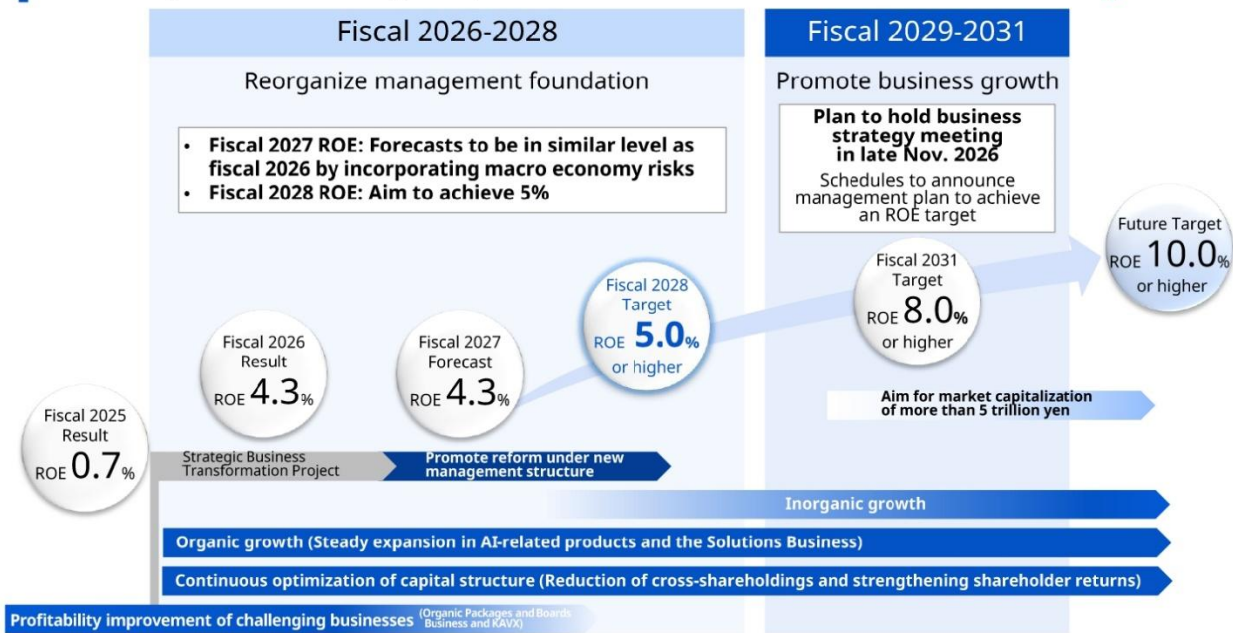 Fiscal 2026-2028
Reorganize management foundation
• Fiscal 2027 ROE: Forecasts to be in similar level as
fiscal 2026 by incorporating macro economy risks
• Fiscal 2028 ROE: Aim to achieve 5%
Fiscal 2029-2031
Promote business growth
Plan to hold business
strategy meeting
in late Nov. 2026
Schedules to announce
management plan to achieve
an ROE target
Fiscal 2025
Result
ROE 0.7%
Fiscal 2026
Result
ROE 4.3%
Fiscal 2027
Forecast
ROE 4.3%
Fiscal 2028
Target
ROE 5.0%
or higher
Fiscal 2031
Target
ROE 8.0%
or higher
Future Target
ROE 10.0%
or higher
Aim for market capitalization
of more than 5 trillion yen
Strategic Business
Transformation Project
Promote reform under new
management structure
Inorganic growth
Organic growth (Steady expansion in AI-related products and the Solutions Business)
Continuous optimization of capital structure (Reduction of cross-shareholdings and strengthening shareholder returns)
Profitability improvement of challenging businesses (Organic Packages and Boards
Business and KAVX)